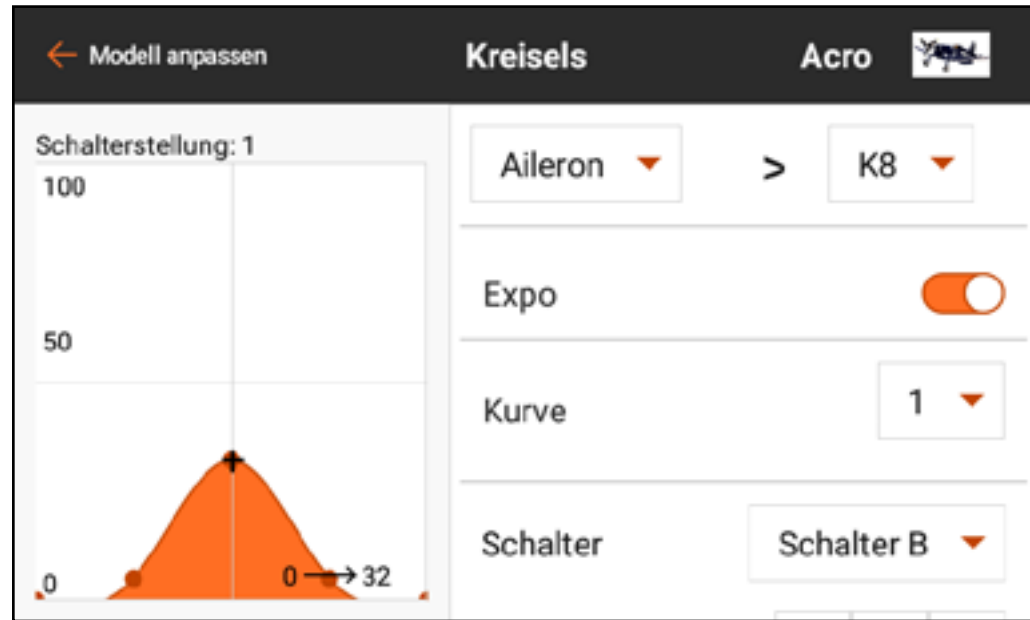 Modell anpassen Kreisels Acro
Schalterstellung: 1
100
50
0
0 → 32
Aileron > K8
Expo
Kurve 1
Schalter Schalter B